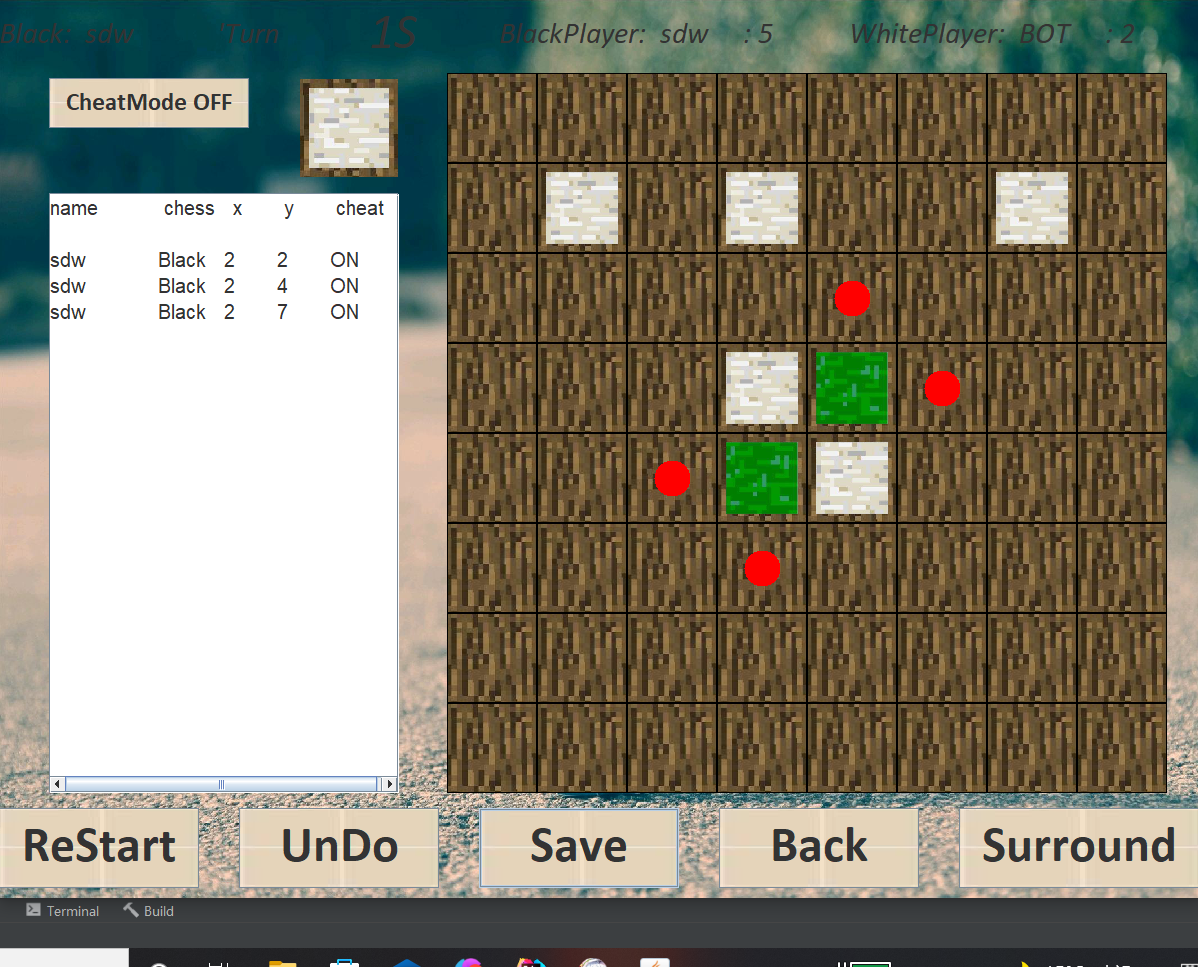 Black: sdw 'Turn 1S BlackPlayer: sdw : 5 WhitePlayer: BOT : 2
CheatMode OFF
name chess x y cheat
sdw Black 2 2 ON
sdw Black 2 4 ON
sdw Black 2 7 ON
ReStart UnDo Save Back Surround
Terminal Build